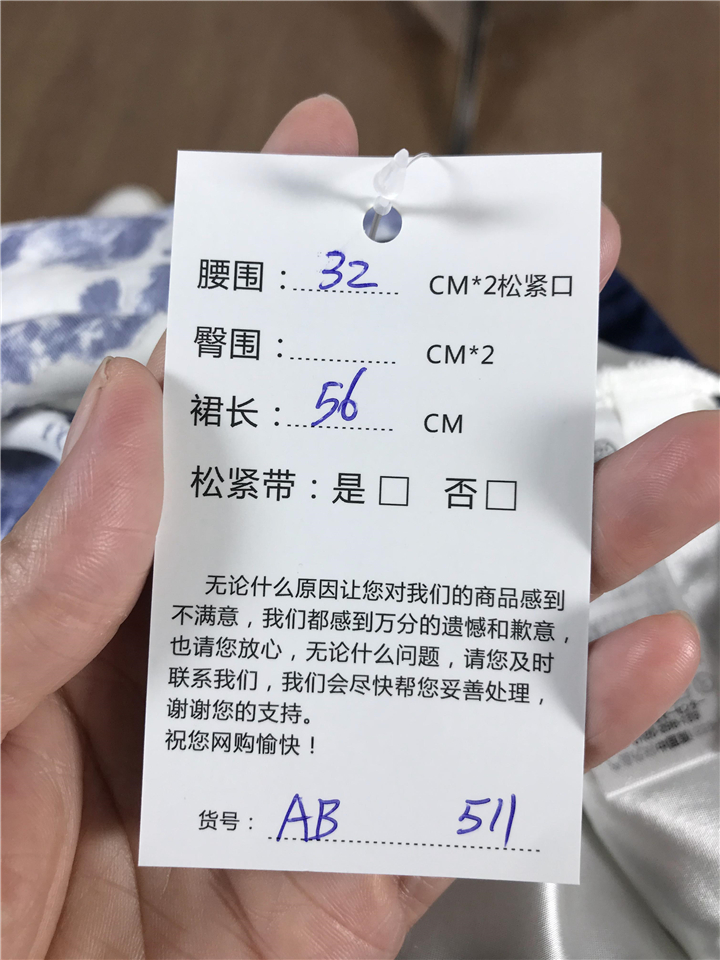 腰围：32 CM*2松紧口
臀围： CM*2
裙长：56 CM
松紧带：是□ 否□
无论什么原因让您对我们的商品感到
不满意，我们都感到万分的遗憾和歉意，
也请您放心，无论什么问题，请您及时
联系我们，我们会尽快帮您妥善处理，
谢谢您的支持。
祝您网购愉快！
货号：AB 511